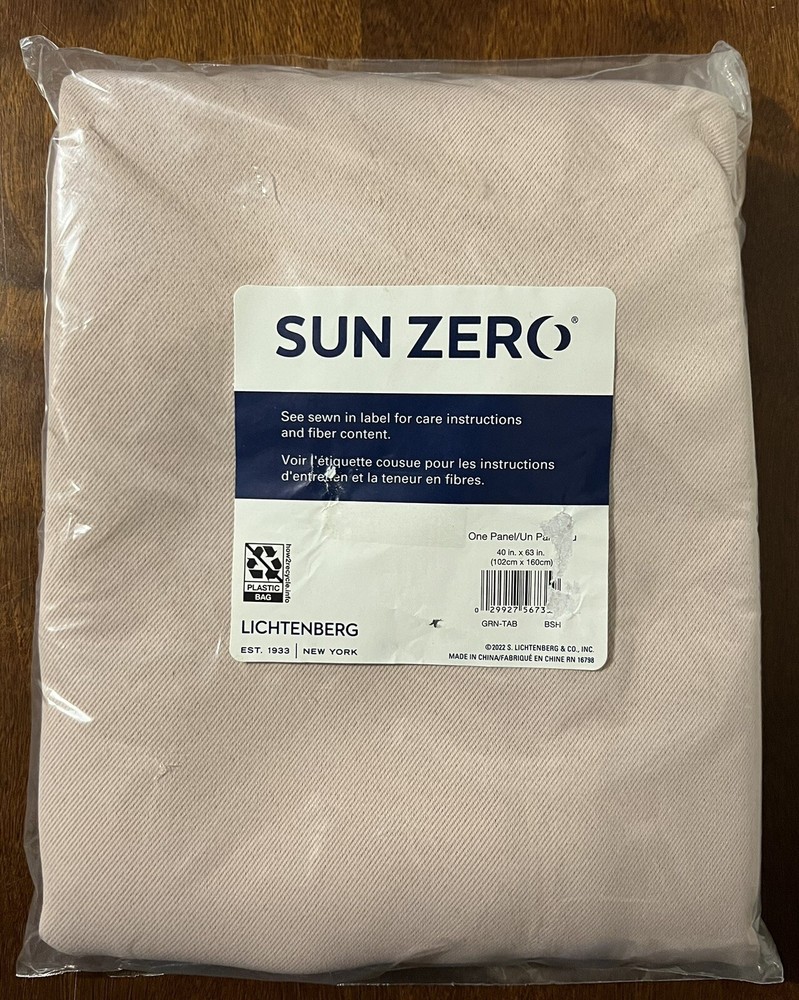 SUN ZERO®
See sewn in label for care instructions
and fiber content.
Voir l'étiquette cousue pour les instructions
d'entretien et la teneur en fibres.
One Panel/Un
40 in. x 63 in.
(102cm x 160cm)
how2recycle.info
PLASTIC
BAG
0 29927 5673
GRN-TAB BSH
LICHTENBERG
EST. 1933 | NEW YORK
©2022 S. LICHTENBERG & CO., INC.
MADE IN CHINA/FABRIQUÉ EN CHINE RN 16798